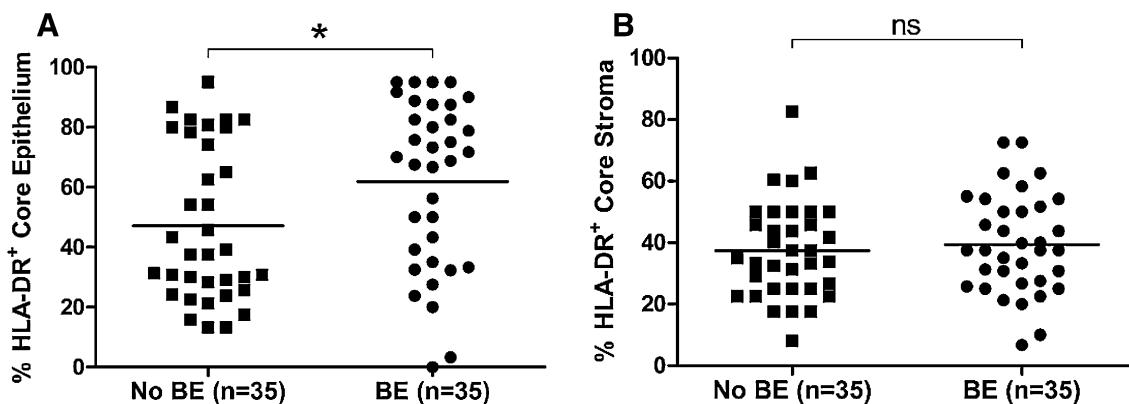 A
*
% HLA-DR⁺ Core Epithelium
100
80
60
40
20
0
No BE (n=35)
BE (n=35)
B
ns
% HLA-DR⁺ Core Stroma
100
80
60
40
20
0
No BE (n=35)
BE (n=35)